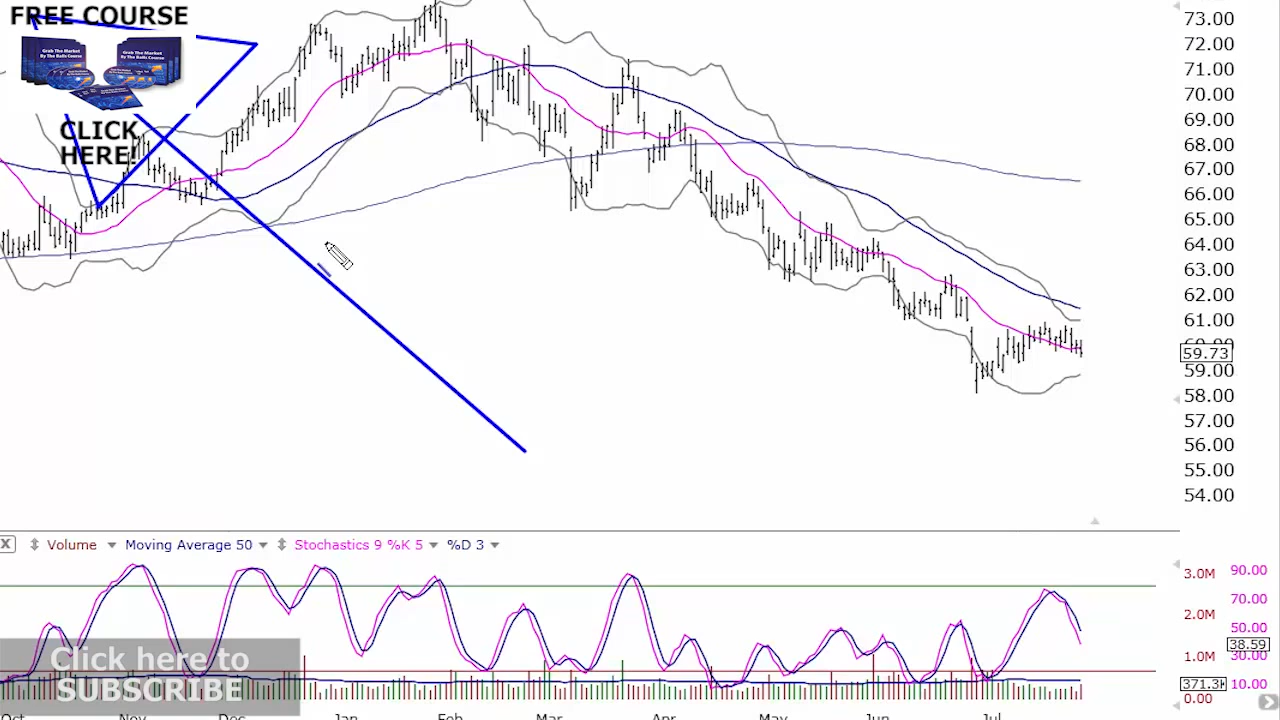 FREE COURSE
CLICK
HERE!
73.00
72.00
71.00
70.00
69.00
68.00
67.00
66.00
65.00
64.00
63.00
62.00
61.00
59.73
59.00
58.00
57.00
56.00
55.00
54.00
X Volume Moving Average 50 Stochastics 9 %K 5 %D 3
3.0M 90.00
70.00
2.0M
50.00
38.59
1.0M 30.00
371.3K 10.00
0.00
Click here to
SUBSCRIBE
Oct Nov Dec Jan Feb Mar Apr May Jun Jul